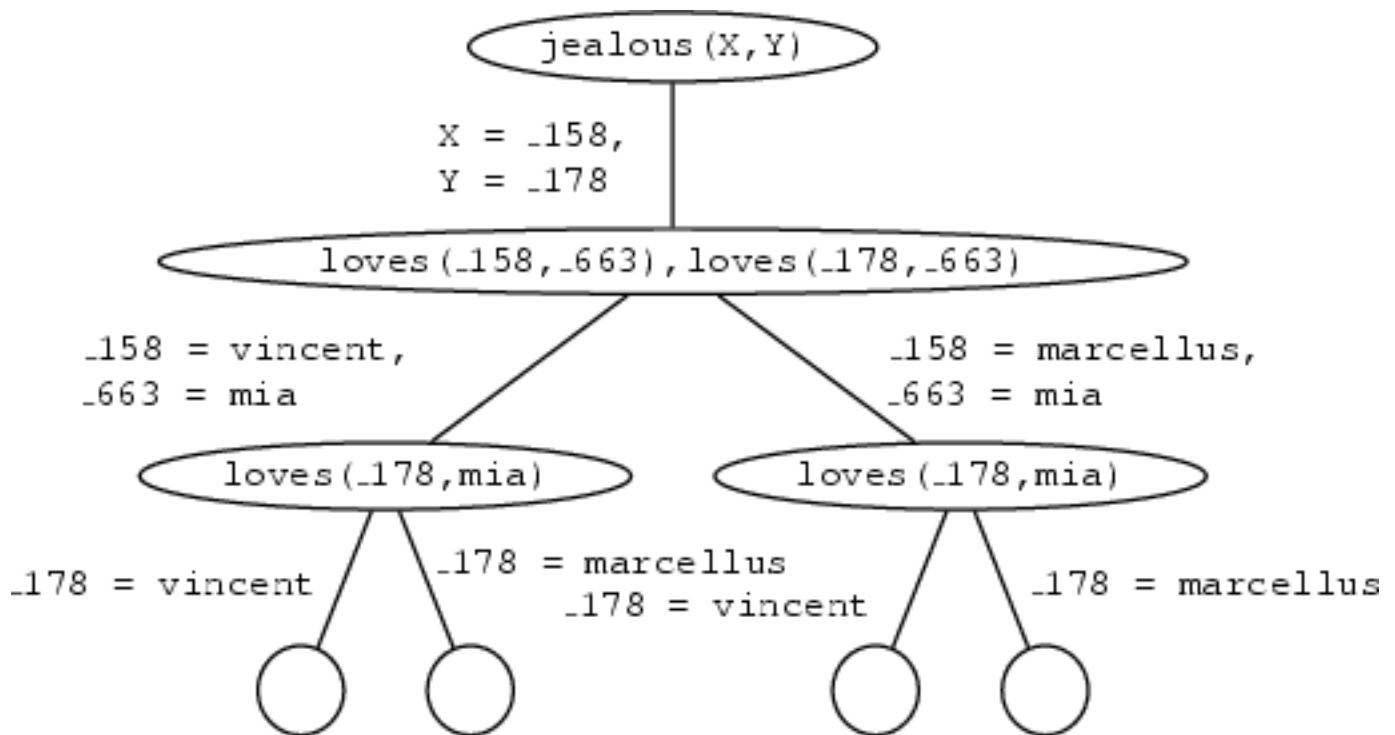 jealous(X,Y)
X = _158,
Y = _178
loves(_158,_663),loves(_178,_663)
_158 = vincent,
_663 = mia
_158 = marcellus,
_663 = mia
loves(_178,mia)
loves(_178,mia)
_178 = vincent
_178 = marcellus
_178 = vincent
_178 = marcellus